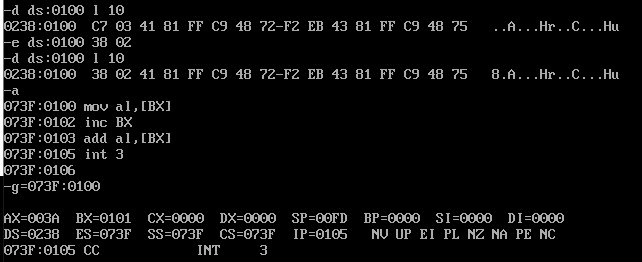 -d ds:0100 l 10
0238:0100  C7 03 41 81 FF C9 48 72-F2 EB 43 81 FF C9 48 75   ..A...Hr..C...Hu
-e ds:0100 38 02
-d ds:0100 l 10
0238:0100  38 02 41 81 FF C9 48 72-F2 EB 43 81 FF C9 48 75   8.A...Hr..C...Hu
-a
073F:0100 mov al,[BX]
073F:0102 inc BX
073F:0103 add al,[BX]
073F:0105 int 3
073F:0106
-g=073F:0100
AX=003A  BX=0101  CX=0000  DX=0000  SP=00FD  BP=0000  SI=0000  DI=0000
DS=0238  ES=073F  SS=073F  CS=073F  IP=0105   NV UP EI PL NZ NA PE NC
073F:0105 CC            INT     3